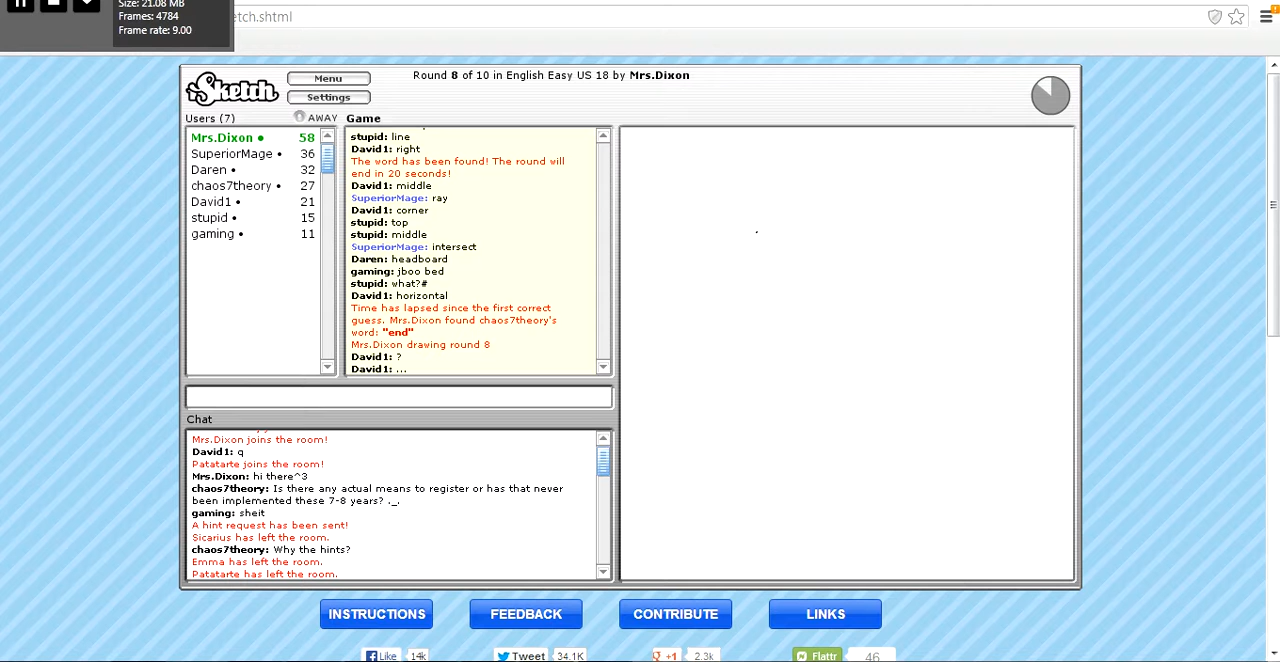 Size: 21.08 MB
Frames: 4784
Frame rate: 9.00
etch.shtml
iSketch
Menu
Settings
Round 8 of 10 in English Easy US 18 by Mrs.Dixon
Users (7)
AWAY
Game
Mrs.Dixon • 58
SuperiorMage • 36
Daren • 32
chaos7theory • 27
David1 • 21
stupid • 15
gaming • 11
stupid: line
David1: right
The word has been found! The round will
end in 20 seconds!
David1: middle
SuperiorMage: ray
David1: corner
stupid: top
stupid: middle
SuperiorMage: intersect
Daren: headboard
gaming: jboo bed
stupid: what?#
David1: horizontal
Time has lapsed since the first correct
guess. Mrs.Dixon found chaos7theory's
word: "end"
Mrs.Dixon drawing round 8
David1: ?
David1: ...
Chat
Mrs.Dixon joins the room!
David1: q
Patatarte joins the room!
Mrs.Dixon: hi there^3
chaos7theory: Is there any actual means to register or has that never
been implemented these 7-8 years? ._.
gaming: sheit
A hint request has been sent!
Sicarius has left the room.
chaos7theory: Why the hints?
Emma has left the room.
Patatarte has left the room.
INSTRUCTIONS
FEEDBACK
CONTRIBUTE
LINKS
Like 14k
Tweet 34.1K
+1 2.3k
Flattr 46